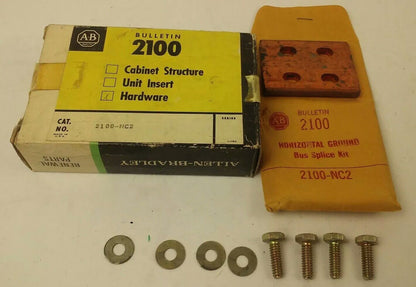 AB
BULLETIN
2100
Cabinet Structure
Unit Insert
Hardware
CAT.
NO.
2100-NC2
SERIES
RENEWAL
PARTS
ALLEN-BRADLEY
AB
BULLETIN
2100
HORIZONTAL GROUND
Bus Splice Kit
2100-NC2